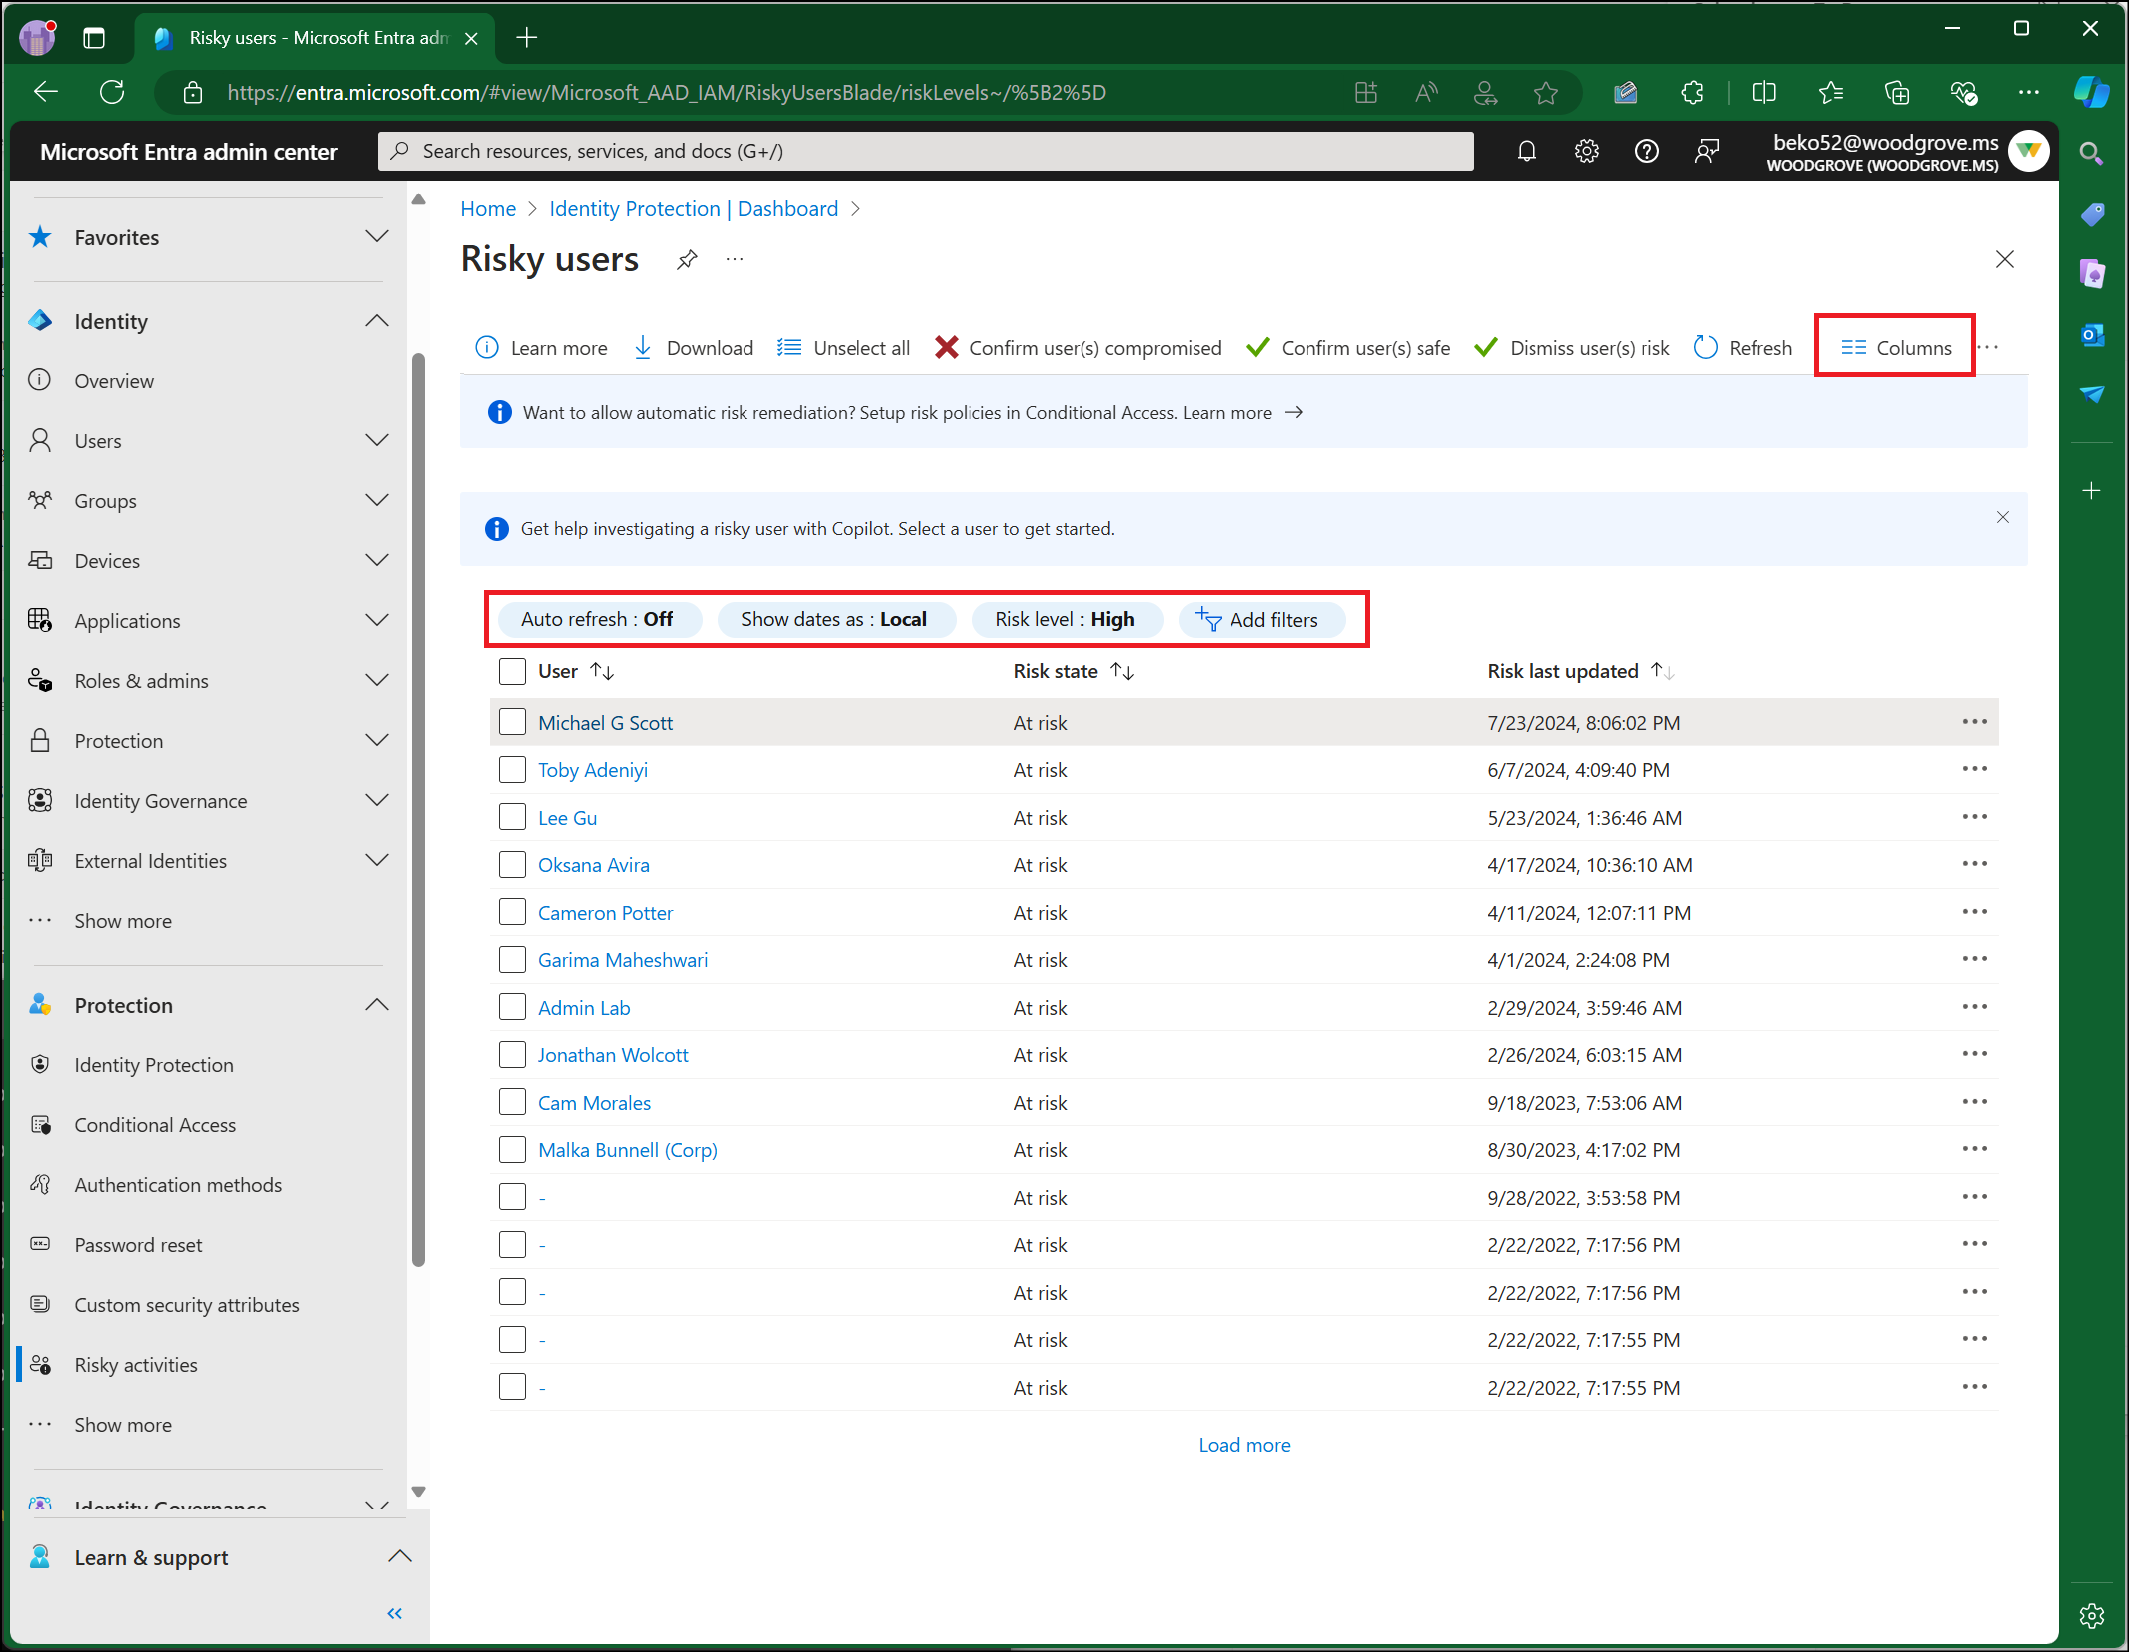 Risky users - Microsoft Entra adm
https://entra.microsoft.com/#view/Microsoft_AAD_IAM/RiskyUsersBlade/riskLevels~/%5B2%5D
Microsoft Entra admin center
Search resources, services, and docs (G+/)
beko52@woodgrove.ms
WOODGROVE (WOODGROVE.MS)
Favorites
Identity
Overview
Users
Groups
Devices
Applications
Roles & admins
Protection
Identity Governance
External Identities
Show more
Protection
Identity Protection
Conditional Access
Authentication methods
Password reset
Custom security attributes
Risky activities
Show more
Identity Governance
Learn & support
Home > Identity Protection | Dashboard >
Risky users
Learn more Download Unselect all Confirm user(s) compromised Confirm user(s) safe Dismiss user(s) risk Refresh Columns
Want to allow automatic risk remediation? Setup risk policies in Conditional Access. Learn more →
Get help investigating a risky user with Copilot. Select a user to get started.
Auto refresh : Off Show dates as : Local Risk level : High Add filters
User ↑↓ Risk state ↑↓ Risk last updated ↑↓
Michael G Scott At risk 7/23/2024, 8:06:02 PM
Toby Adeniyi At risk 6/7/2024, 4:09:40 PM
Lee Gu At risk 5/23/2024, 1:36:46 AM
Oksana Avira At risk 4/17/2024, 10:36:10 AM
Cameron Potter At risk 4/11/2024, 12:07:11 PM
Garima Maheshwari At risk 4/1/2024, 2:24:08 PM
Admin Lab At risk 2/29/2024, 3:59:46 AM
Jonathan Wolcott At risk 2/26/2024, 6:03:15 AM
Cam Morales At risk 9/18/2023, 7:53:06 AM
Malka Bunnell (Corp) At risk 8/30/2023, 4:17:02 PM
- At risk 9/28/2022, 3:53:58 PM
- At risk 2/22/2022, 7:17:56 PM
- At risk 2/22/2022, 7:17:56 PM
- At risk 2/22/2022, 7:17:55 PM
- At risk 2/22/2022, 7:17:55 PM
Load more